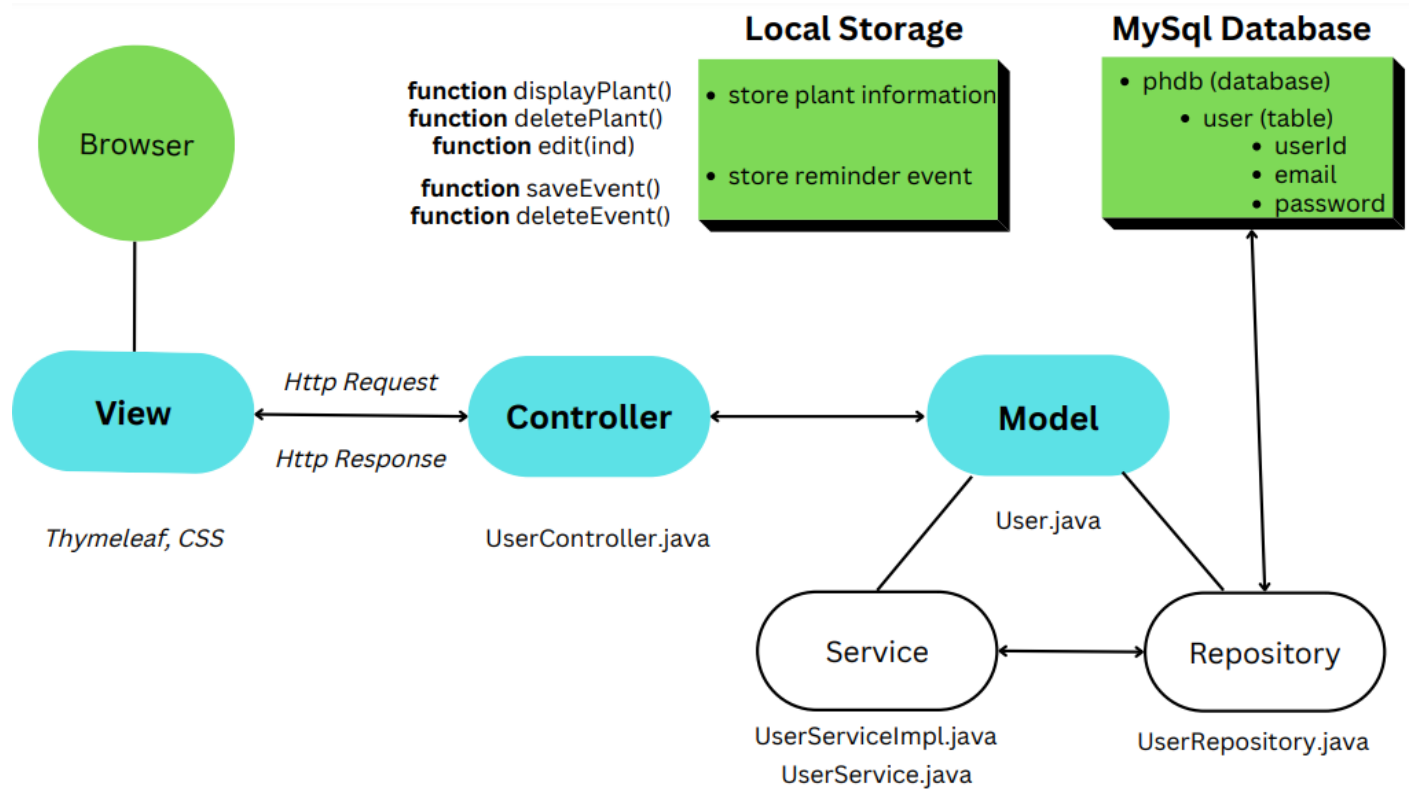 Local Storage
MySql Database
Browser
function displayPlant()
function deletePlant()
function edit(ind)
function saveEvent()
function deleteEvent()
• store plant information
• store reminder event
• phdb (database)
• user (table)
• userId
• email
• password
View
Http Request
Http Response
Controller
Model
Thymeleaf, CSS
UserController.java
User.java
Service
Repository
UserServiceImpl.java
UserService.java
UserRepository.java